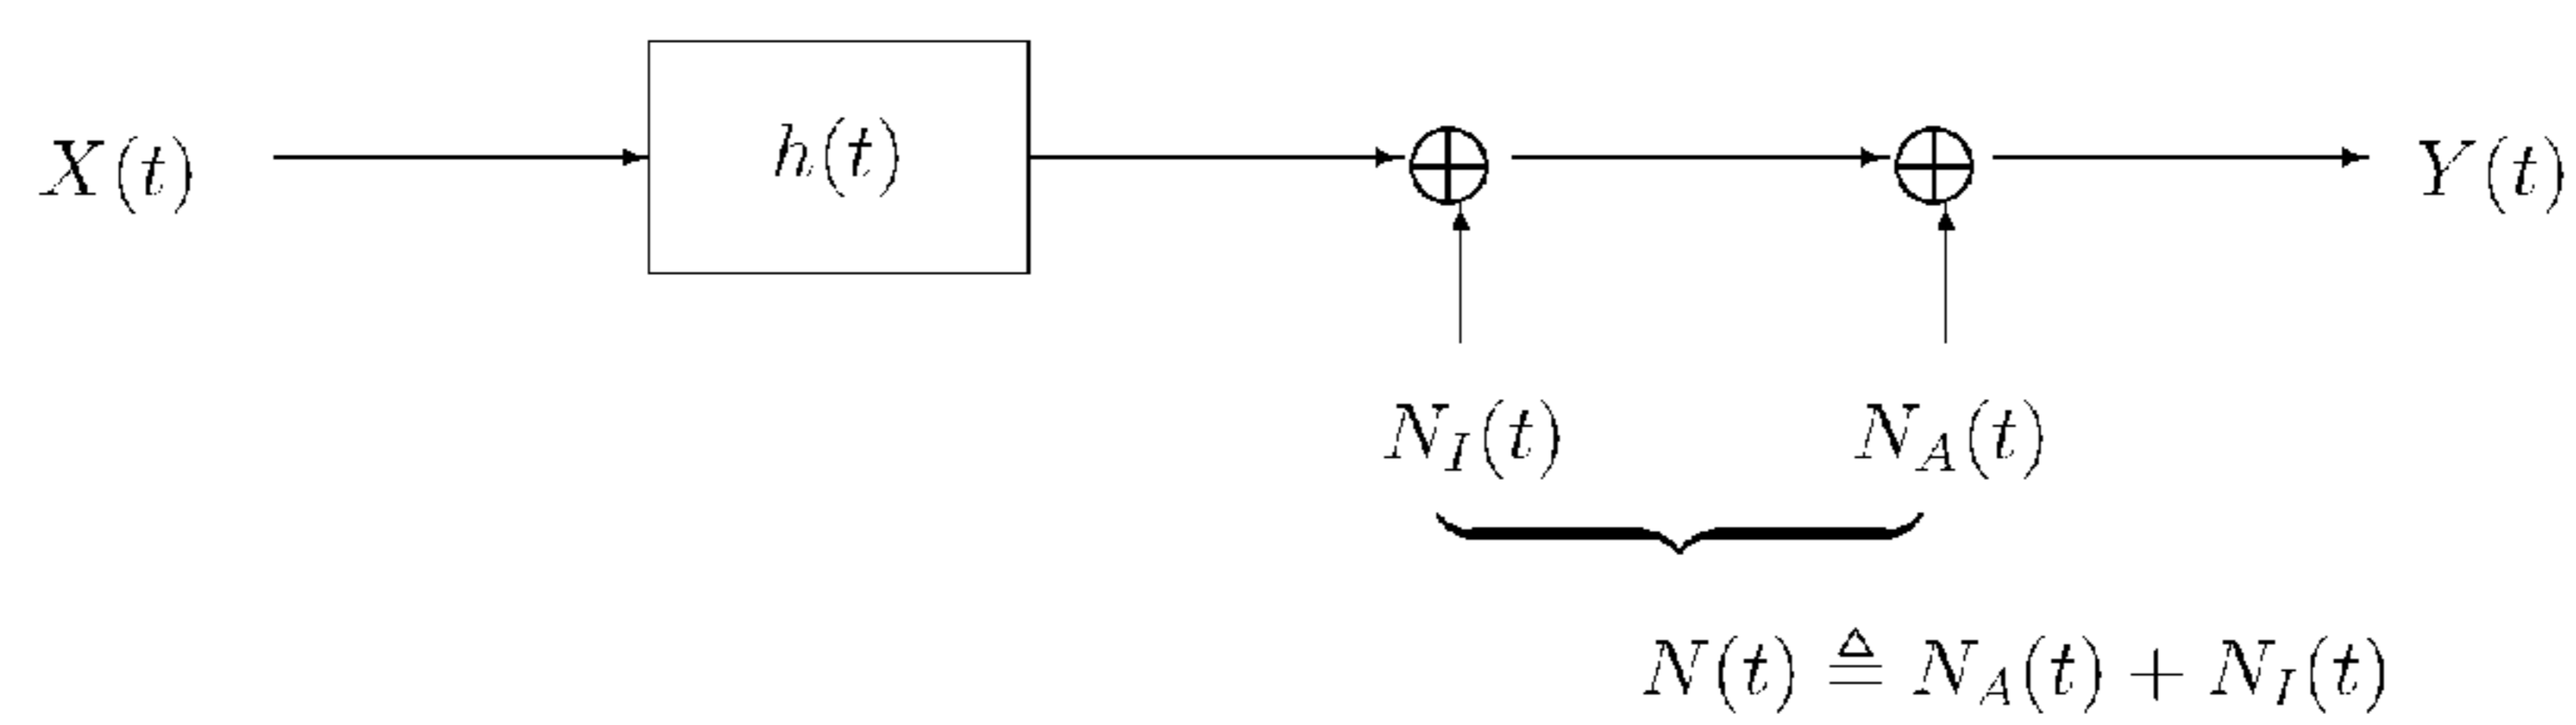 X(t) h(t) ⊕ ⊕ Y(t)
N_I(t) N_A(t)
N(t) ≜ N_A(t) + N_I(t)